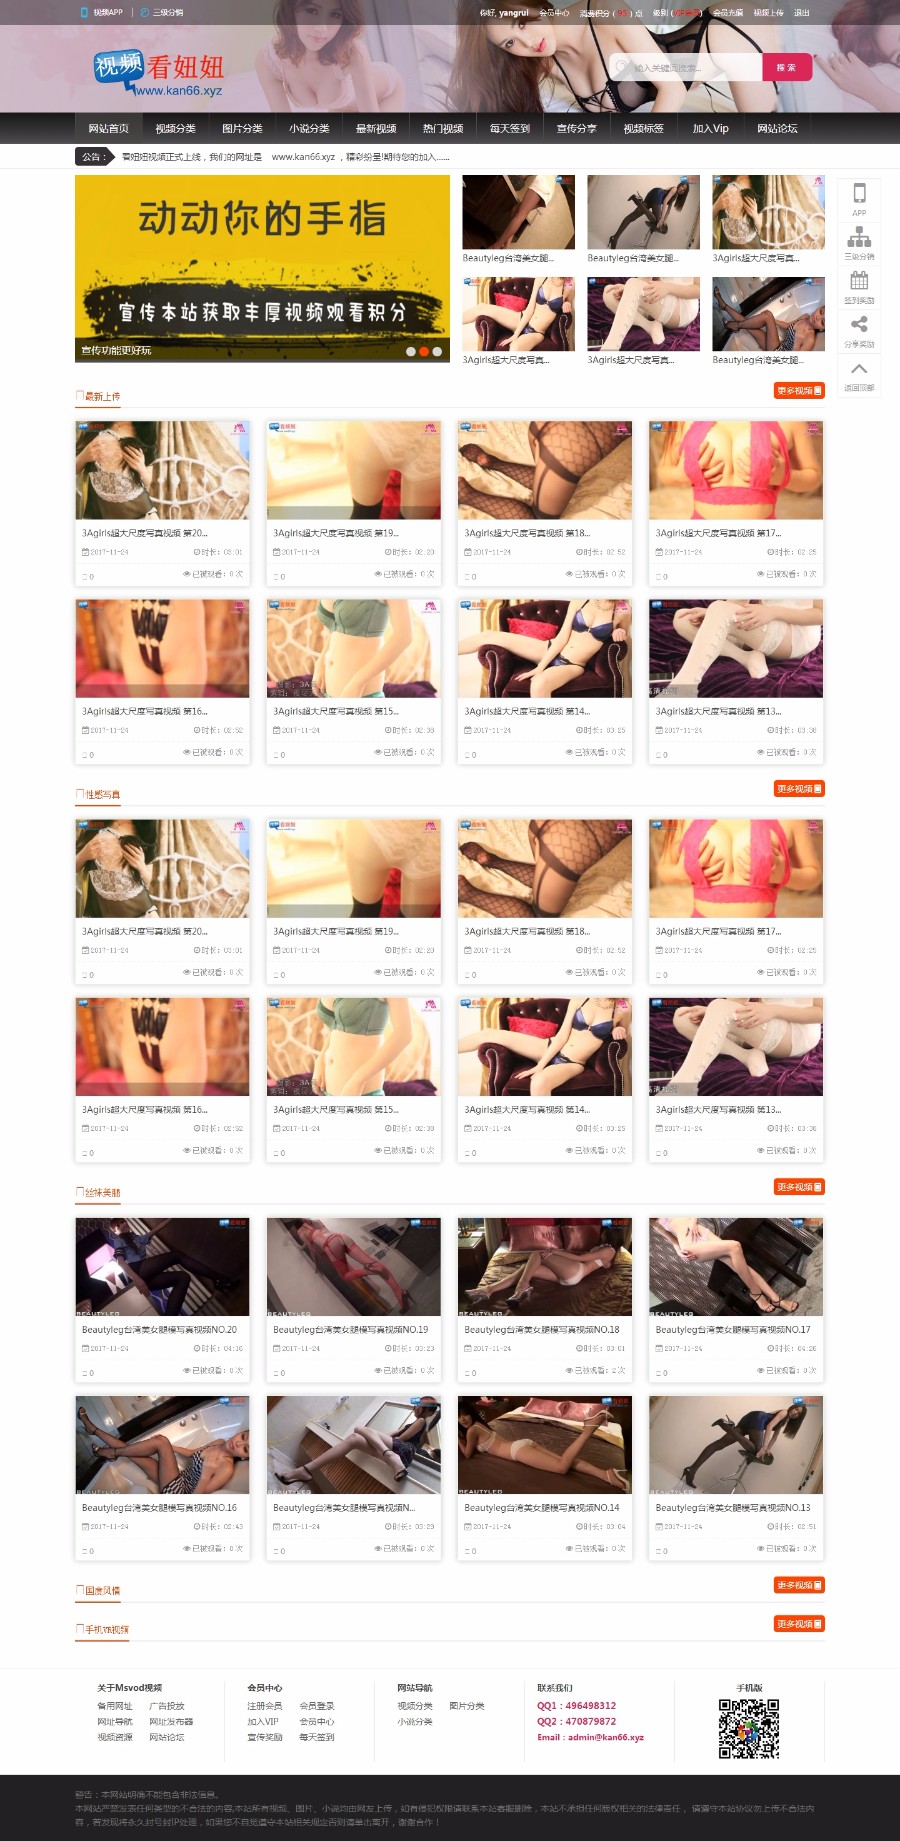 视频APP 三级分销 你好, yangrui 会员中心 消费积分 ( 95 ) 点 级别 (VIP会员) 会员充值 视频上传 退出
视频 看妞妞
www.kan66.xyz
输入关键词搜索... 搜 索
网站首页 视频分类 图片分类 小说分类 最新视频 热门视频 每天签到 宣传分享 视频标签 加入Vip 网站论坛
公告： 看妞妞视频正式上线，我们的网址是 www.kan66.xyz ，精彩纷呈!期待您的加入......
动动你的手指
宣传本站获取丰厚视频观看积分
宣传功能更好玩
Beautyleg台湾美女腿... Beautyleg台湾美女腿... 3Agirls超大尺度写真...
3Agirls超大尺度写真... 3Agirls超大尺度写真... Beautyleg台湾美女腿...
APP
三级分销
签到奖励
分享奖励
返回顶部
最新上传 更多视频
3Agirls超大尺度写真视频 第20... 3Agirls超大尺度写真视频 第19... 3Agirls超大尺度写真视频 第18... 3Agirls超大尺度写真视频 第17...
2017-11-24 时长：03:01 2017-11-24 时长：02:20 2017-11-24 时长：02:52 2017-11-24 时长：02:25
0 已被观看：0 次 0 已被观看：0 次 0 已被观看：0 次 0 已被观看：0 次
3Agirls超大尺度写真视频 第16... 3Agirls超大尺度写真视频 第15... 3Agirls超大尺度写真视频 第14... 3Agirls超大尺度写真视频 第13...
2017-11-24 时长：02:52 2017-11-24 时长：02:38 2017-11-24 时长：03:25 2017-11-24 时长：03:38
0 已被观看：0 次 0 已被观看：0 次 0 已被观看：0 次 0 已被观看：0 次
性感写真 更多视频
3Agirls超大尺度写真视频 第20... 3Agirls超大尺度写真视频 第19... 3Agirls超大尺度写真视频 第18... 3Agirls超大尺度写真视频 第17...
2017-11-24 时长：03:01 2017-11-24 时长：02:20 2017-11-24 时长：02:52 2017-11-24 时长：02:25
0 已被观看：0 次 0 已被观看：0 次 0 已被观看：0 次 0 已被观看：0 次
3Agirls超大尺度写真视频 第16... 3Agirls超大尺度写真视频 第15... 3Agirls超大尺度写真视频 第14... 3Agirls超大尺度写真视频 第13...
2017-11-24 时长：02:52 2017-11-24 时长：02:38 2017-11-24 时长：03:25 2017-11-24 时长：03:38
0 已被观看：0 次 0 已被观看：0 次 0 已被观看：0 次 0 已被观看：0 次
丝袜美腿 更多视频
BEAUTYLEG BEAUTYLEG BEAUTYLEG BEAUTYLEG
Beautyleg台湾美女腿模写真视频NO.20 Beautyleg台湾美女腿模写真视频NO.19 Beautyleg台湾美女腿模写真视频NO.18 Beautyleg台湾美女腿模写真视频NO.17
2017-11-24 时长：04:16 2017-11-24 时长：03:23 2017-11-24 时长：03:01 2017-11-24 时长：04:26
0 已被观看：0 次 0 已被观看：0 次 0 已被观看：2 次 0 已被观看：0 次
Beautyleg台湾美女腿模写真视频NO.16 Beautyleg台湾美女腿模写真视频N... Beautyleg台湾美女腿模写真视频NO.14 Beautyleg台湾美女腿模写真视频NO.13
2017-11-24 时长：02:43 2017-11-24 时长：03:29 2017-11-24 时长：03:04 2017-11-24 时长：02:51
0 已被观看：0 次 0 已被观看：0 次 0 已被观看：0 次 0 已被观看：0 次
国度风情 更多视频
手机VR视频 更多视频
关于Msvod视频 会员中心 网站导航 联系我们 手机版
备用网址 广告投放 注册会员 会员登录 视频分类 图片分类 QQ1：496498312
网址导航 网址发布器 加入VIP 会员中心 小说分类 QQ2：470879872
视频资源 网站论坛 宣传奖励 每天签到 Email：admin@kan66.xyz
警告：本网站明确不能包含非法信息。
本网站严禁发表任何类型的不合法的内容,本站所有视频、图片、小说均由网友上传，如有侵犯权限请联系本站客服删除，本站不承担任何版权相关的法律责任， 请遵守本站协议勿上传不合法内
容，若发现将永久封号封IP处理，如果您不自觉遵守本站相关规定否则请单击离开，谢谢合作！